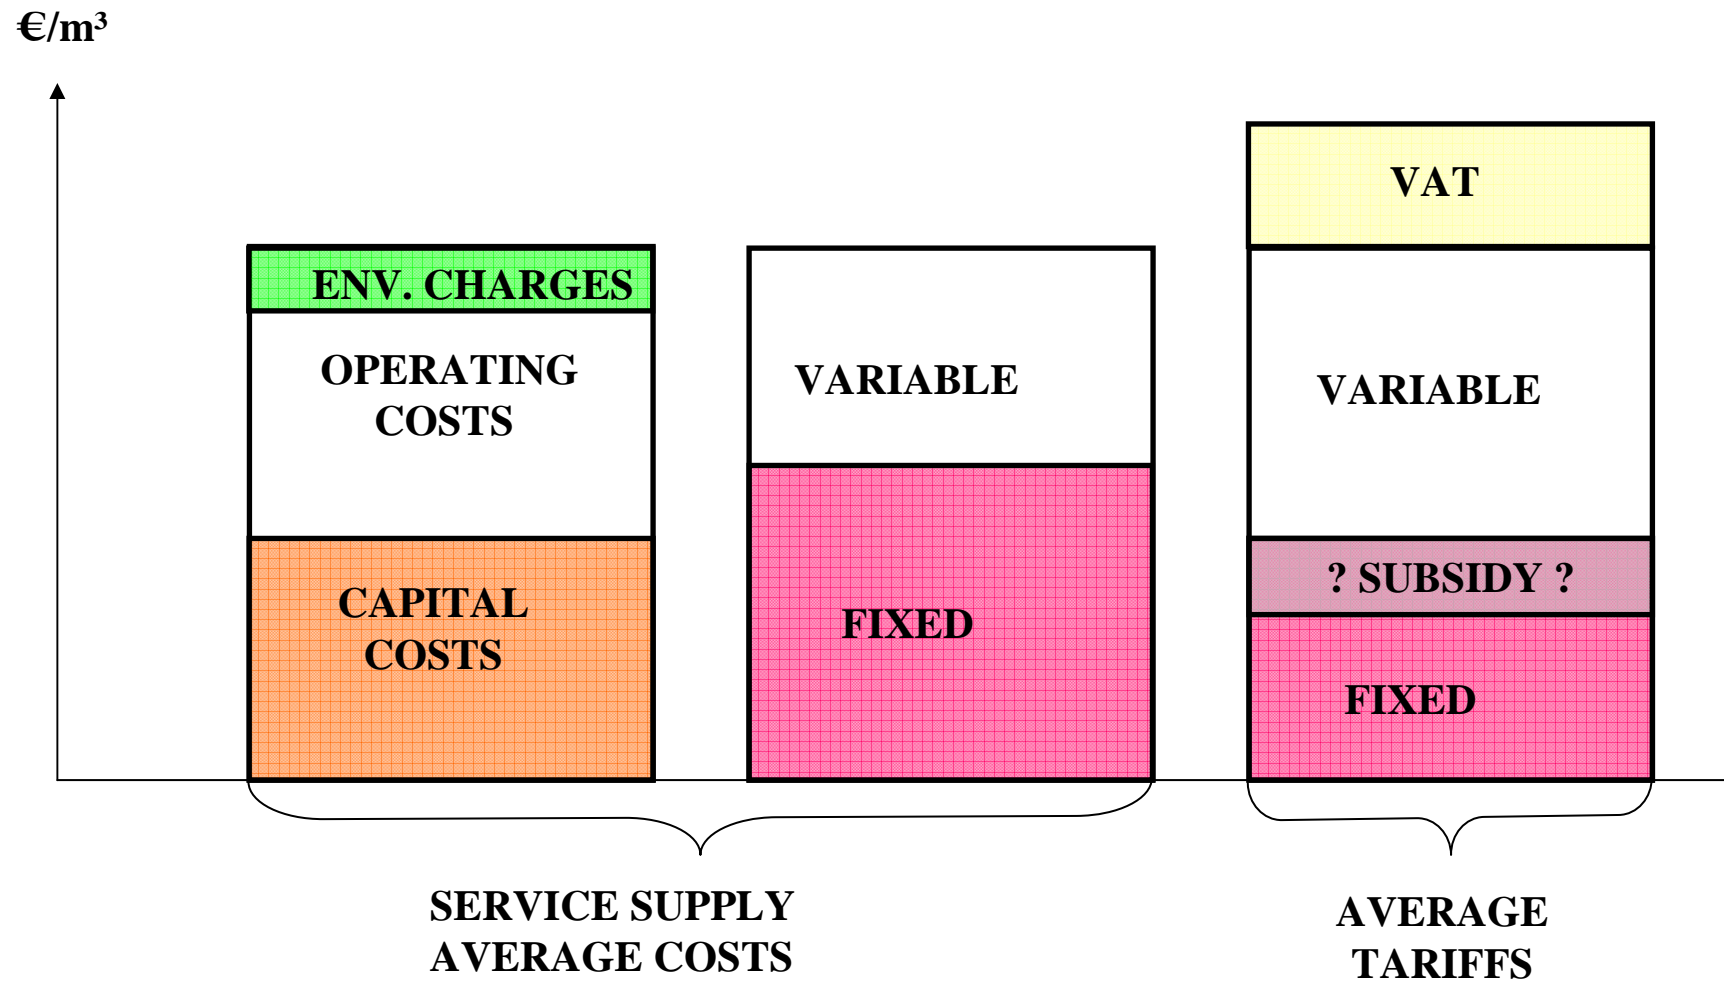 €/m³
ENV. CHARGES
OPERATING
COSTS
CAPITAL
COSTS
VARIABLE
FIXED
VAT
VARIABLE
? SUBSIDY ?
FIXED
SERVICE SUPPLY
AVERAGE COSTS
AVERAGE
TARIFFS